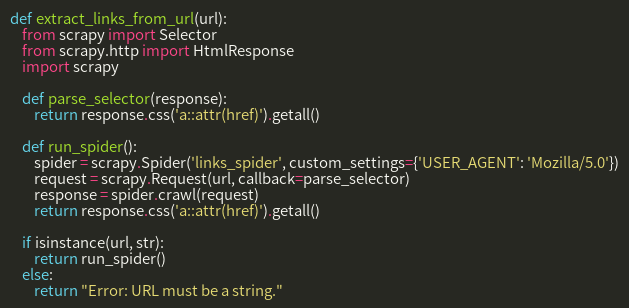 def extract_links_from_url(url):
    from scrapy import Selector
    from scrapy.http import HtmlResponse
    import scrapy

    def parse_selector(response):
        return response.css('a::attr(href)').getall()

    def run_spider():
        spider = scrapy.Spider('links_spider', custom_settings={'USER_AGENT': 'Mozilla/5.0'})
        request = scrapy.Request(url, callback=parse_selector)
        response = spider.crawl(request)
        return response.css('a::attr(href)').getall()

    if isinstance(url, str):
        return run_spider()
    else:
        return "Error: URL must be a string."